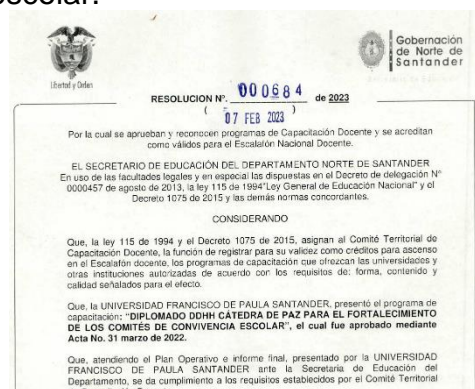 escolar.
Libertad y Orden
Gobernación
de Norte de
Santander
RESOLUCION Nº. 000684 de 2023
( 07 FEB 2023 )
Por la cual se aprueban y reconocen programas de Capacitación Docente y se acreditan
como válidos para el Escalafón Nacional Docente.
EL SECRETARIO DE EDUCACIÓN DEL DEPARTAMENTO NORTE DE SANTANDER
En uso de las facultades legales y en especial las dispuestas en el Decreto de delegación N°
0000457 de agosto de 2013, la ley 115 de 1994"Ley General de Educación Nacional" y el
Decreto 1075 de 2015 y las demás normas concordantes.
CONSIDERANDO
Que, la ley 115 de 1994 y el Decreto 1075 de 2015, asignan al Comité Territorial de
Capacitación Docente, la función de registrar para su validez como créditos para ascenso
en el Escalafón docente, los programas de capacitación que ofrezcan las universidades y
otras instituciones autorizadas de acuerdo con los requisitos de: forma, contenido y
calidad señalados para el efecto.
Que, la UNIVERSIDAD FRANCISCO DE PAULA SANTANDER, presentó el programa de
capacitación: "DIPLOMADO DDHH CÁTEDRA DE PAZ PARA EL FORTALECIMIENTO
DE LOS COMITÉS DE CONVIVENCIA ESCOLAR", el cual fue aprobado mediante
Acta No. 31 marzo de 2022.
Que, atendiendo el Plan Operativo e informe final, presentado por la UNIVERSIDAD
FRANCISCO DE PAULA SANTANDER ante la Secretaria de Educación del
Departamento, se da cumplimiento a los requisitos establecidos por el Comité Territorial